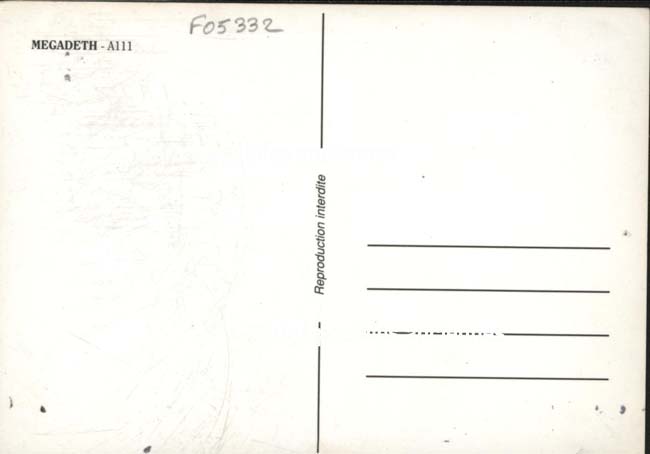 F05332
MEGADETH - A111
Reproduction interdite